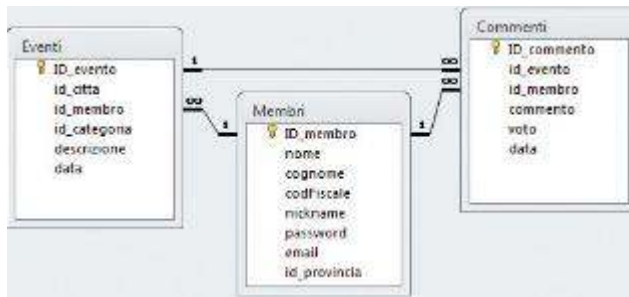 Eventi
ID_evento
id_citta
id_membro
id_categoria
descrizione
data
Membri
ID_membro
nome
cognome
codFiscale
nickname
password
email
id_provincia
Commenti
ID_commento
id_evento
id_membro
commento
voto
data
1
∞
∞
1
1
∞